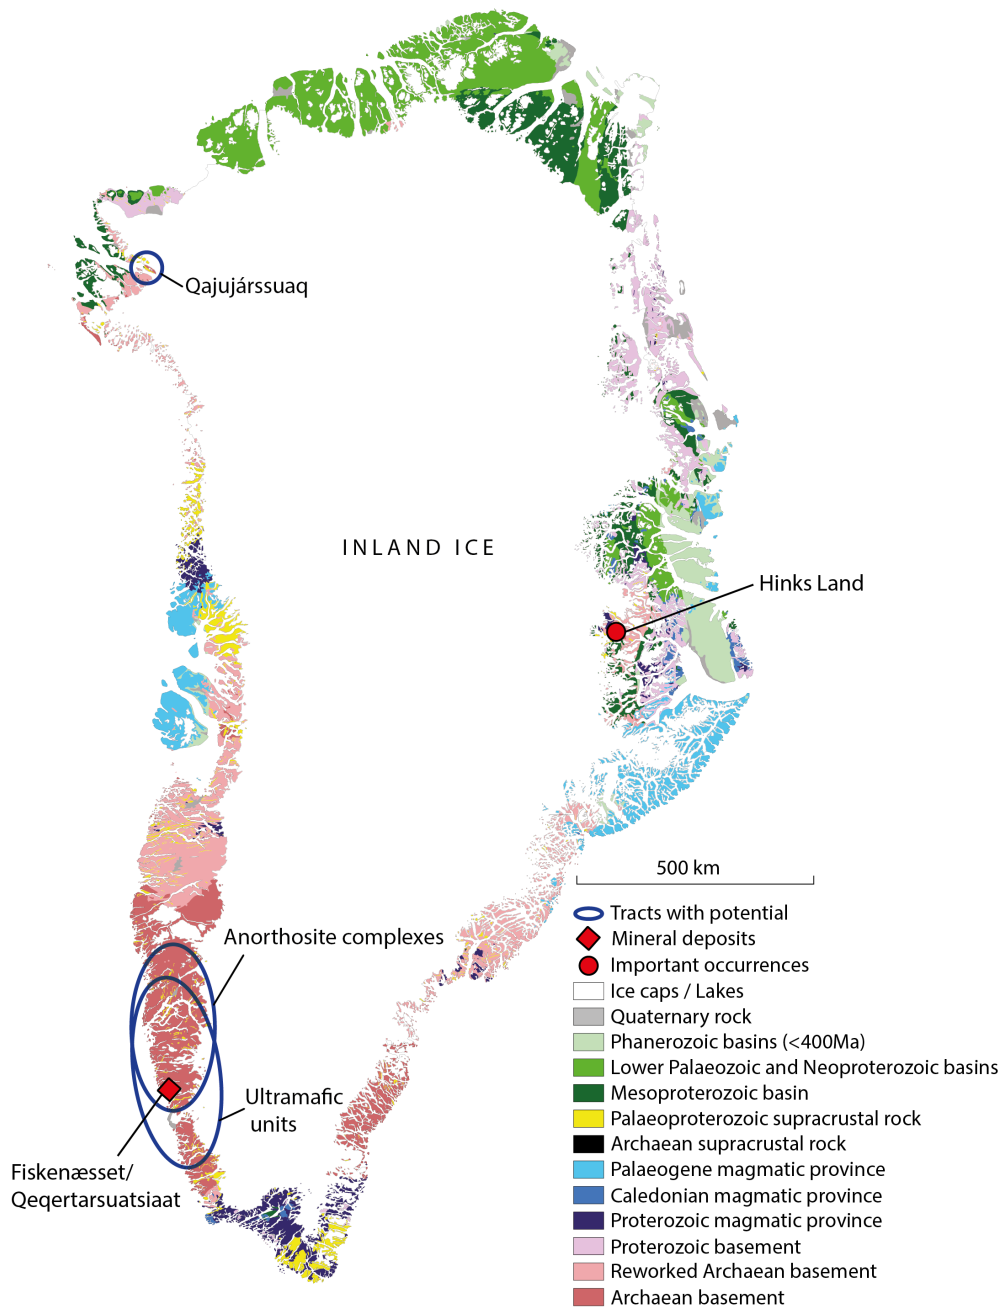 Qajujárssuaq
INLAND ICE
Hinks Land
500 km
Anorthosite complexes
Ultramafic
units
Fiskenæsset/
Qeqertarsuatsiaat
Tracts with potential
Mineral deposits
Important occurrences
Ice caps / Lakes
Quaternary rock
Phanerozoic basins (<400Ma)
Lower Palaeozoic and Neoproterozoic basins
Mesoproterozoic basin
Palaeoproterozoic supracrustal rock
Archaean supracrustal rock
Palaeogene magmatic province
Caledonian magmatic province
Proterozoic magmatic province
Proterozoic basement
Reworked Archaean basement
Archaean basement